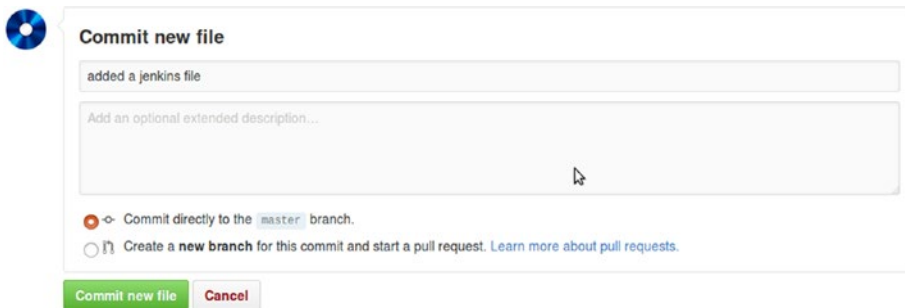 Commit new file
added a jenkins file
Add an optional extended description...
Commit directly to the master branch.
Create a new branch for this commit and start a pull request. Learn more about pull requests.
Commit new file Cancel